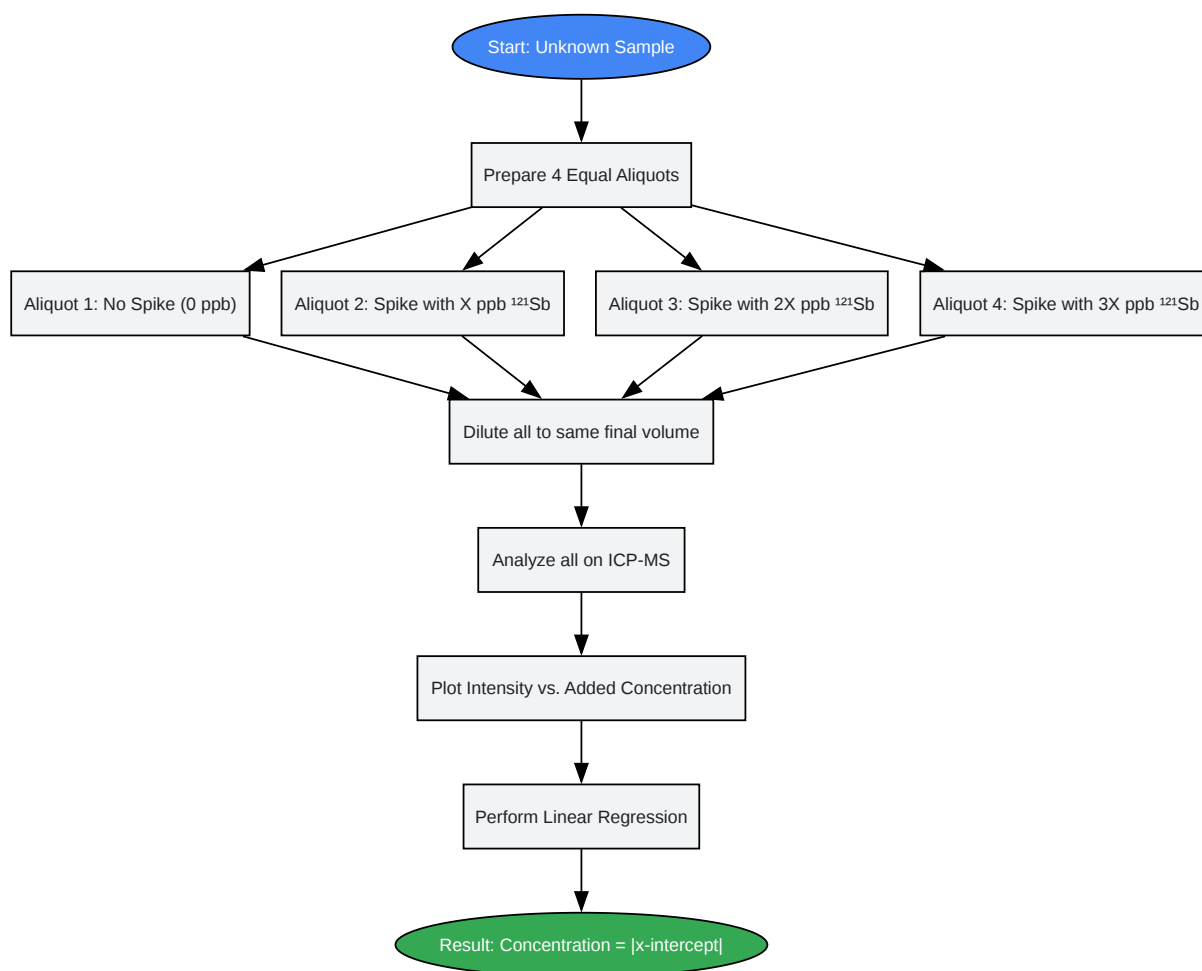 Start: Unknown Sample
Prepare 4 Equal Aliquots
Aliquot 1: No Spike (0 ppb)
Aliquot 2: Spike with X ppb ¹²¹Sb
Aliquot 3: Spike with 2X ppb ¹²¹Sb
Aliquot 4: Spike with 3X ppb ¹²¹Sb
Dilute all to same final volume
Analyze all on ICP-MS
Plot Intensity vs. Added Concentration
Perform Linear Regression
Result: Concentration = |x-intercept|